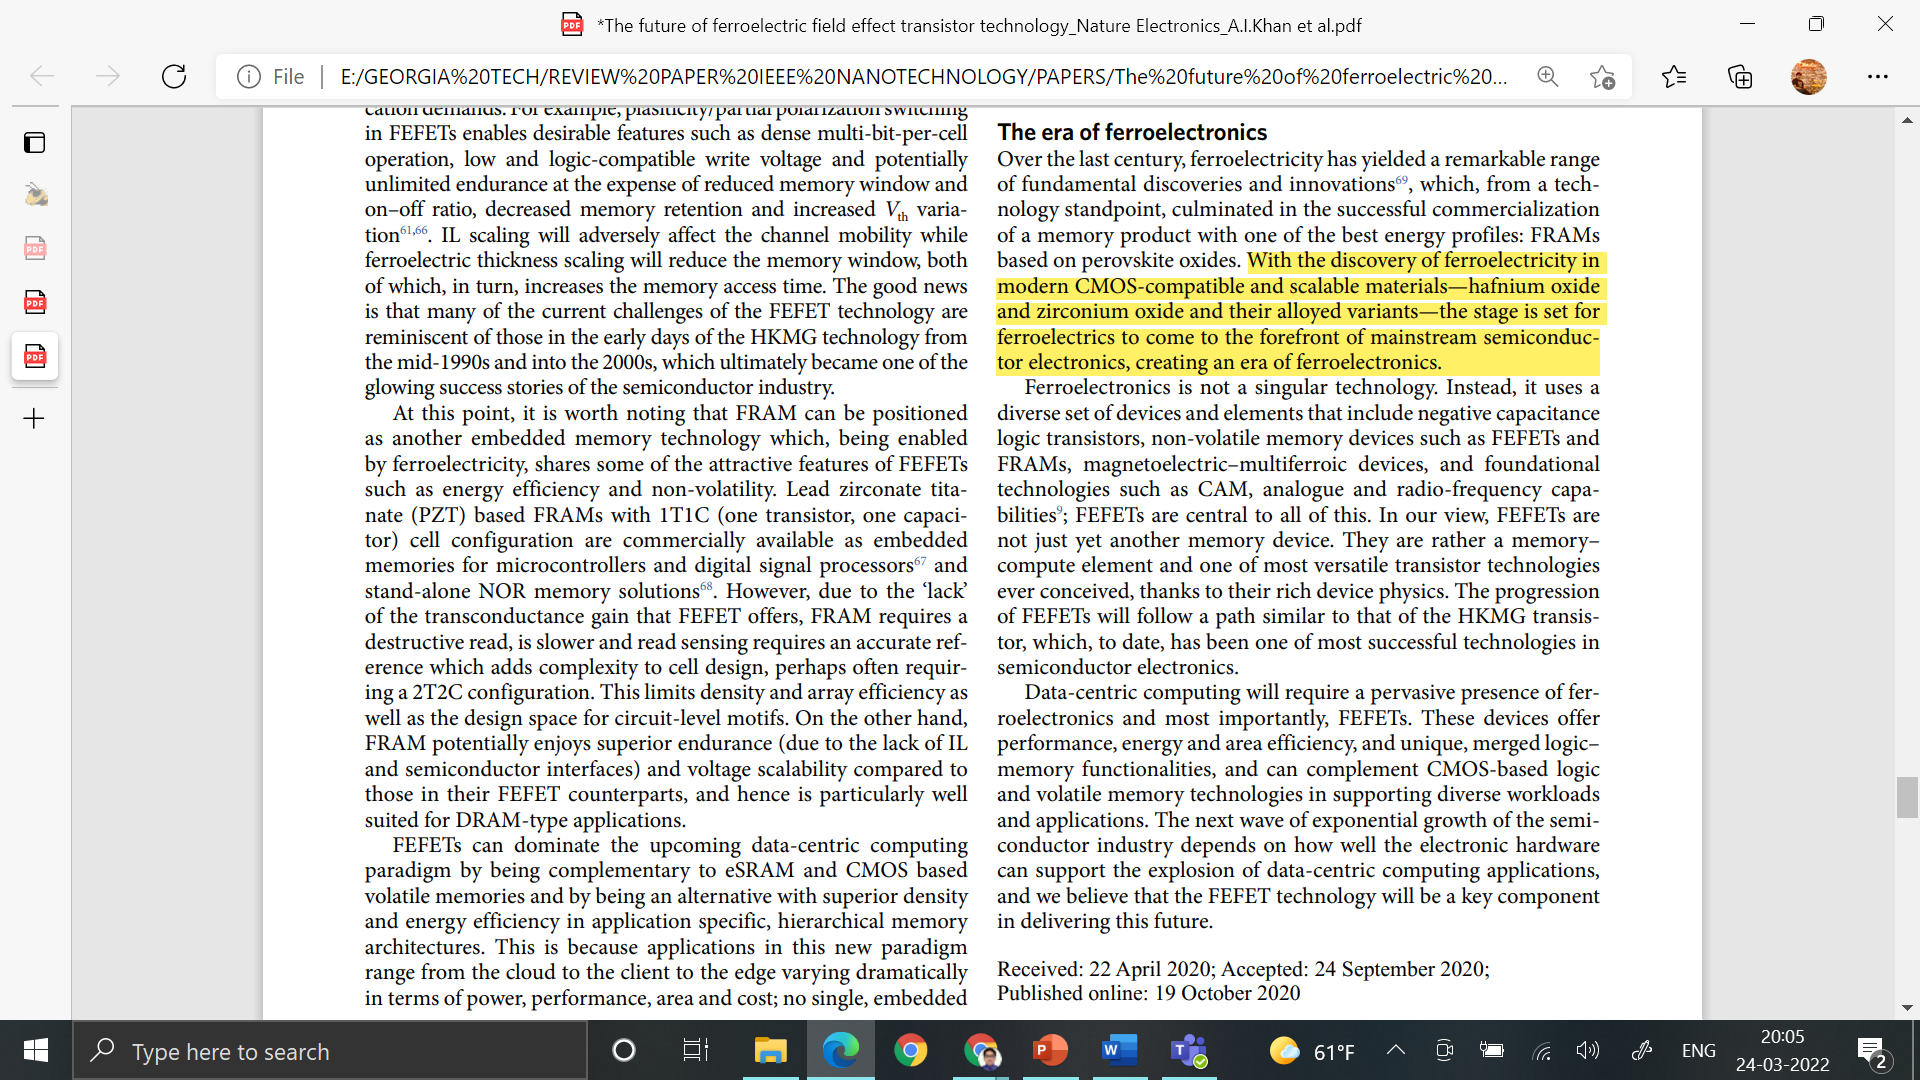 *The future of ferroelectric field effect transistor technology_Nature Electronics_A.I.Khan et al.pdf
File
E:/GEORGIA%20TECH/REVIEW%20PAPER%20IEEE%20NANOTECHNOLOGY/PAPERS/The%20future%20of%20ferroelectric%20...
cation demands. For example, plasticity/partial polarization switching
in FEFETs enables desirable features such as dense multi-bit-per-cell
operation, low and logic-compatible write voltage and potentially
unlimited endurance at the expense of reduced memory window and
on–off ratio, decreased memory retention and increased Vth varia-
tion61,66. IL scaling will adversely affect the channel mobility while
ferroelectric thickness scaling will reduce the memory window, both
of which, in turn, increases the memory access time. The good news
is that many of the current challenges of the FEFET technology are
reminiscent of those in the early days of the HKMG technology from
the mid-1990s and into the 2000s, which ultimately became one of the
glowing success stories of the semiconductor industry.
At this point, it is worth noting that FRAM can be positioned
as another embedded memory technology which, being enabled
by ferroelectricity, shares some of the attractive features of FEFETs
such as energy efficiency and non-volatility. Lead zirconate tita-
nate (PZT) based FRAMs with 1T1C (one transistor, one capaci-
tor) cell configuration are commercially available as embedded
memories for microcontrollers and digital signal processors67 and
stand-alone NOR memory solutions68. However, due to the ‘lack’
of the transconductance gain that FEFET offers, FRAM requires a
destructive read, is slower and read sensing requires an accurate ref-
erence which adds complexity to cell design, perhaps often requir-
ing a 2T2C configuration. This limits density and array efficiency as
well as the design space for circuit-level motifs. On the other hand,
FRAM potentially enjoys superior endurance (due to the lack of IL
and semiconductor interfaces) and voltage scalability compared to
those in their FEFET counterparts, and hence is particularly well
suited for DRAM-type applications.
FEFETs can dominate the upcoming data-centric computing
paradigm by being complementary to eSRAM and CMOS based
volatile memories and by being an alternative with superior density
and energy efficiency in application specific, hierarchical memory
architectures. This is because applications in this new paradigm
range from the cloud to the client to the edge varying dramatically
in terms of power, performance, area and cost; no single, embedded
The era of ferroelectronics
Over the last century, ferroelectricity has yielded a remarkable range
of fundamental discoveries and innovations69, which, from a tech-
nology standpoint, culminated in the successful commercialization
of a memory product with one of the best energy profiles: FRAMs
based on perovskite oxides. With the discovery of ferroelectricity in
modern CMOS-compatible and scalable materials—hafnium oxide
and zirconium oxide and their alloyed variants—the stage is set for
ferroelectrics to come to the forefront of mainstream semiconduc-
tor electronics, creating an era of ferroelectronics.
Ferroelectronics is not a singular technology. Instead, it uses a
diverse set of devices and elements that include negative capacitance
logic transistors, non-volatile memory devices such as FEFETs and
FRAMs, magnetoelectric–multiferroic devices, and foundational
technologies such as CAM, analogue and radio-frequency capa-
bilities9; FEFETs are central to all of this. In our view, FEFETs are
not just yet another memory device. They are rather a memory–
compute element and one of most versatile transistor technologies
ever conceived, thanks to their rich device physics. The progression
of FEFETs will follow a path similar to that of the HKMG transis-
tor, which, to date, has been one of most successful technologies in
semiconductor electronics.
Data-centric computing will require a pervasive presence of fer-
roelectronics and most importantly, FEFETs. These devices offer
performance, energy and area efficiency, and unique, merged logic–
memory functionalities, and can complement CMOS-based logic
and volatile memory technologies in supporting diverse workloads
and applications. The next wave of exponential growth of the semi-
conductor industry depends on how well the electronic hardware
can support the explosion of data-centric computing applications,
and we believe that the FEFET technology will be a key component
in delivering this future.
Received: 22 April 2020; Accepted: 24 September 2020;
Published online: 19 October 2020
Type here to search
61°F
ENG
20:05
24-03-2022
2